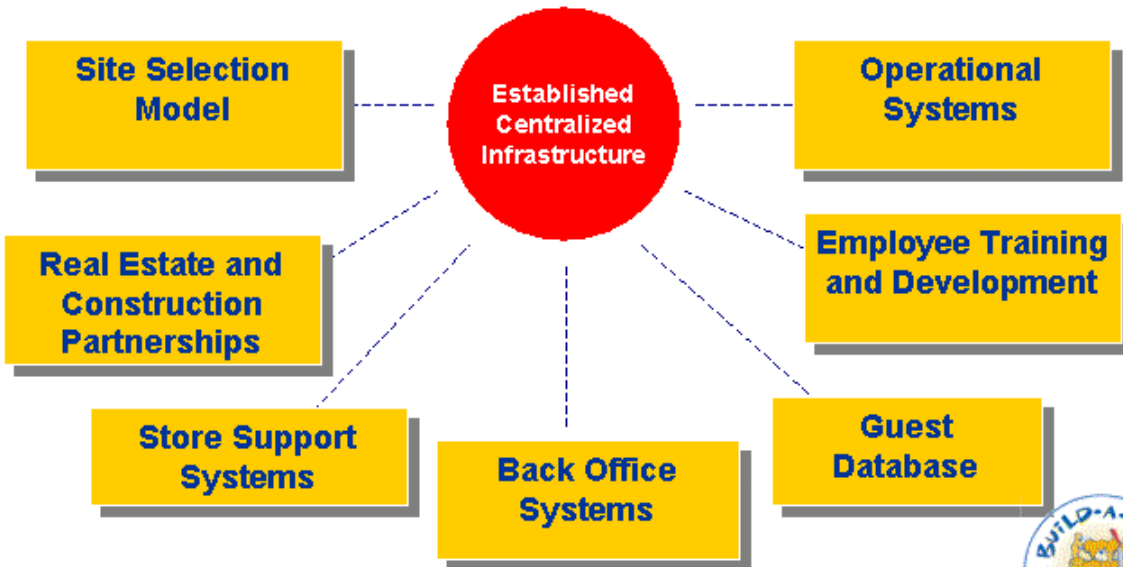 Established
Centralized
Infrastructure
Site Selection
Model
Operational
Systems
Real Estate and
Construction
Partnerships
Employee Training
and Development
Store Support
Systems
Back Office
Systems
Guest
Database
BUILD-A-